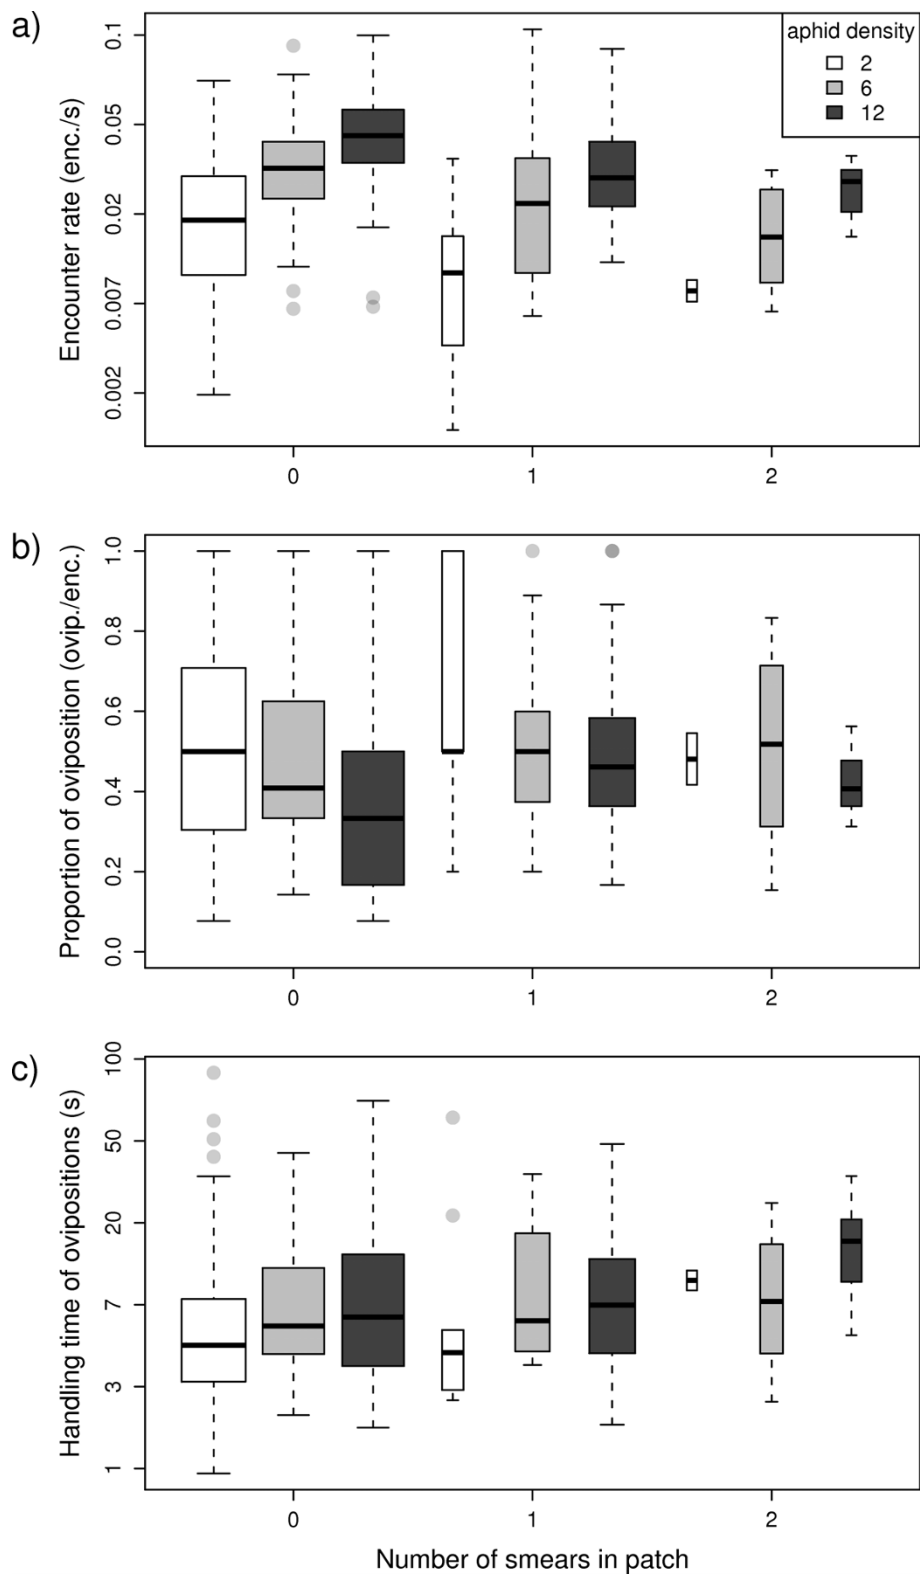 a)
Encounter rate (enc./s)
0.1
0.05
0.02
0.007
0.002
aphid density
2
6
12
0 1 2
b)
Proportion of oviposition (ovip./enc.)
1.0
0.8
0.6
0.4
0.2
0.0
0 1 2
c)
Handling time of ovipositions (s)
100
50
20
7
3
1
0 1 2
Number of smears in patch